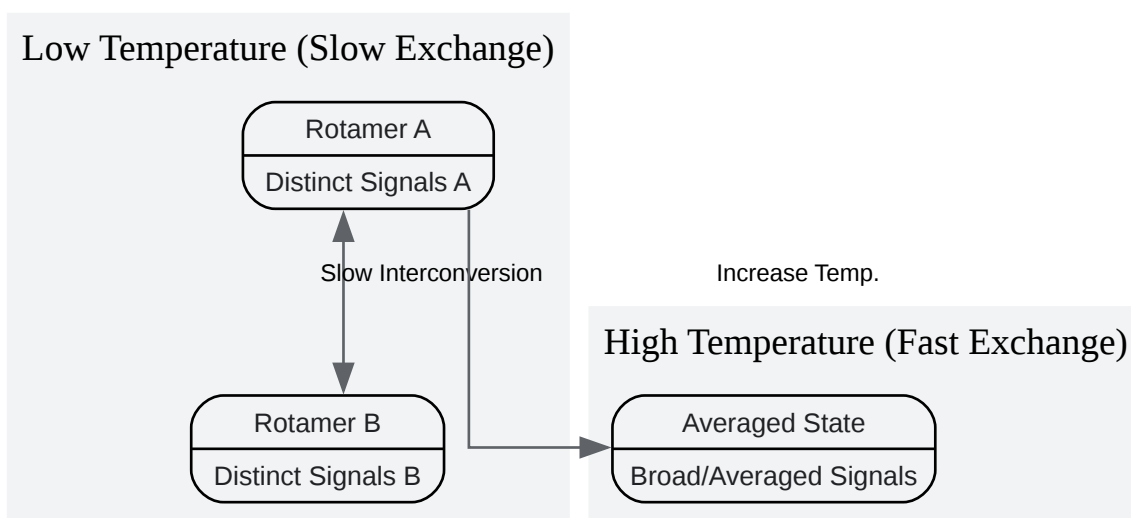 Low Temperature (Slow Exchange)
Rotamer A
Distinct Signals A
Slow Interconversion
Increase Temp.
High Temperature (Fast Exchange)
Rotamer B
Distinct Signals B
Averaged State
Broad/Averaged Signals